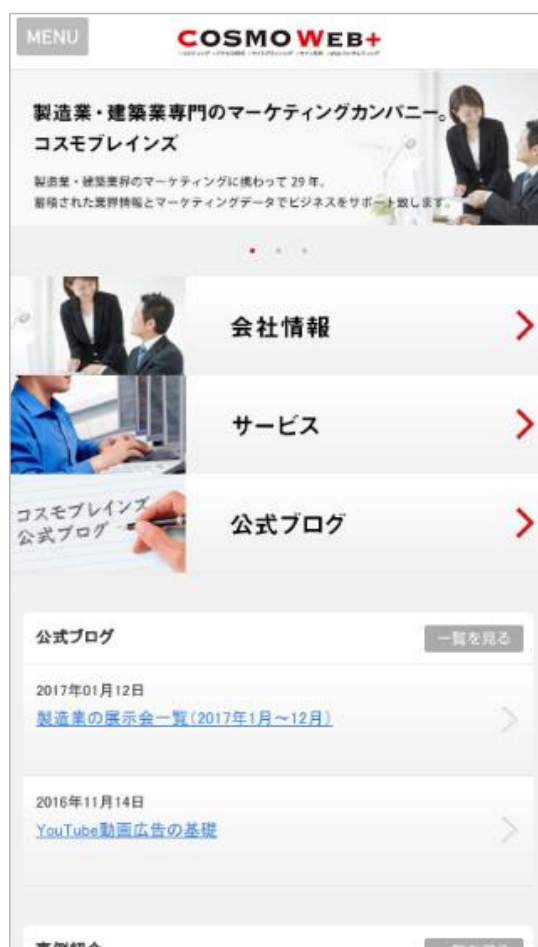 MENU
COSMO WEB+
製造業・建築業専門のマーケティングカンパニー。
コスモブレインズ
製造業・建築業界のマーケティングに携わって 29 年。
蓄積された業界情報とマーケティングデータでビジネスをサポート致します。
会社情報
サービス
コスモブレインズ
公式ブログ
公式ブログ
公式ブログ
一覧を見る
2017年01月12日
製造業の展示会一覧(2017年1月～12月)
2016年11月14日
YouTube動画広告の基礎